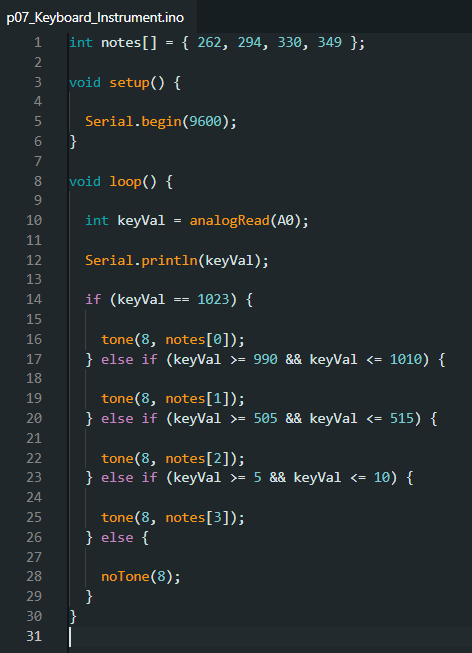 p07_Keyboard_Instrument.ino
1 int notes[] = { 262, 294, 330, 349 };
2
3 void setup() {
4
5   Serial.begin(9600);
6 }
7
8 void loop() {
9
10   int keyVal = analogRead(A0);
11
12   Serial.println(keyVal);
13
14   if (keyVal == 1023) {
15
16     tone(8, notes[0]);
17   } else if (keyVal >= 990 && keyVal <= 1010) {
18
19     tone(8, notes[1]);
20   } else if (keyVal >= 505 && keyVal <= 515) {
21
22     tone(8, notes[2]);
23   } else if (keyVal >= 5 && keyVal <= 10) {
24
25     tone(8, notes[3]);
26   } else {
27
28     noTone(8);
29   }
30 }
31